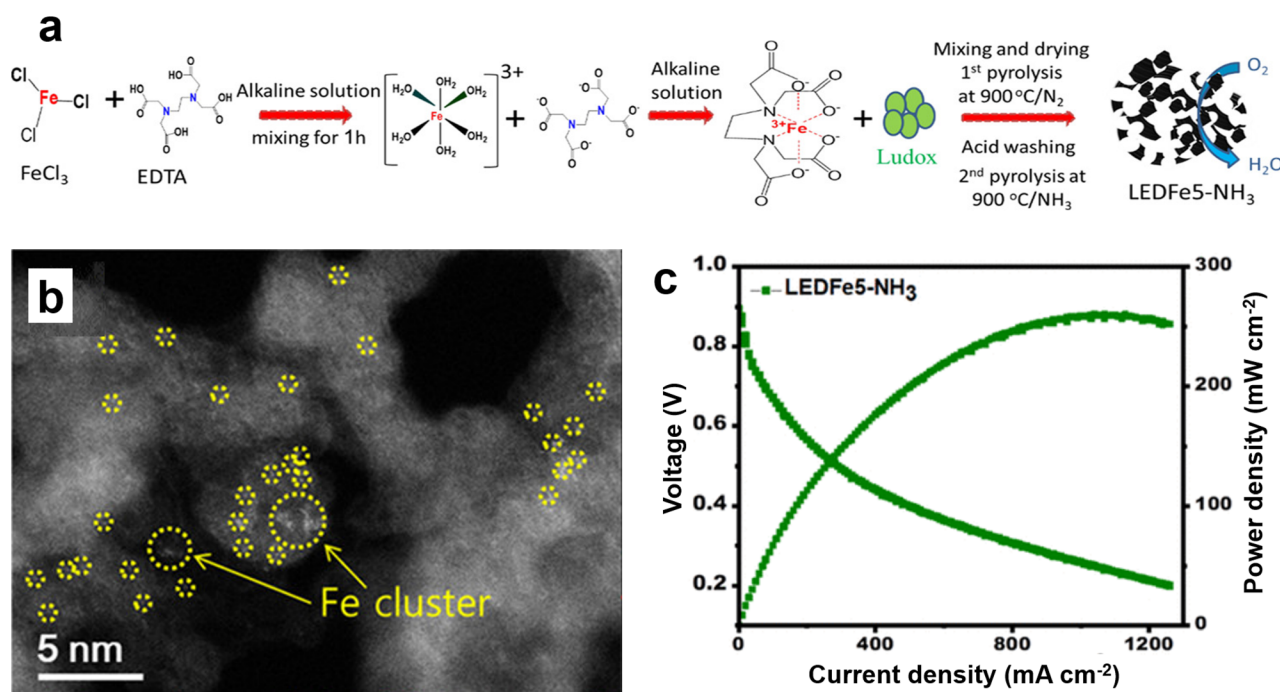 a
Cl
Fe
Cl
Cl
FeCl3
+
HO
O
N
O
OH
HO
N
O
O
OH
EDTA
Alkaline solution
mixing for 1h
3+
OH2
H2O
OH2
Fe
H2O
OH2
OH2
+
O
-O
N
O
O-
-O
N
O
O-
O
Alkaline
solution
O
O-
O
N
O-
3+Fe
N
O-
O
O-
O
+
Ludox
Mixing and drying
1st pyrolysis
at 900 °C/N2
Acid washing
2nd pyrolysis at
900 °C/NH3
O2
H2O
LEDFe5-NH3
b
Fe cluster
5 nm
c
LEDFe5-NH3
1.0
0.8
0.6
0.4
0.2
Voltage (V)
300
200
100
0
Power density (mW cm-2)
0
400
800
1200
Current density (mA cm-2)